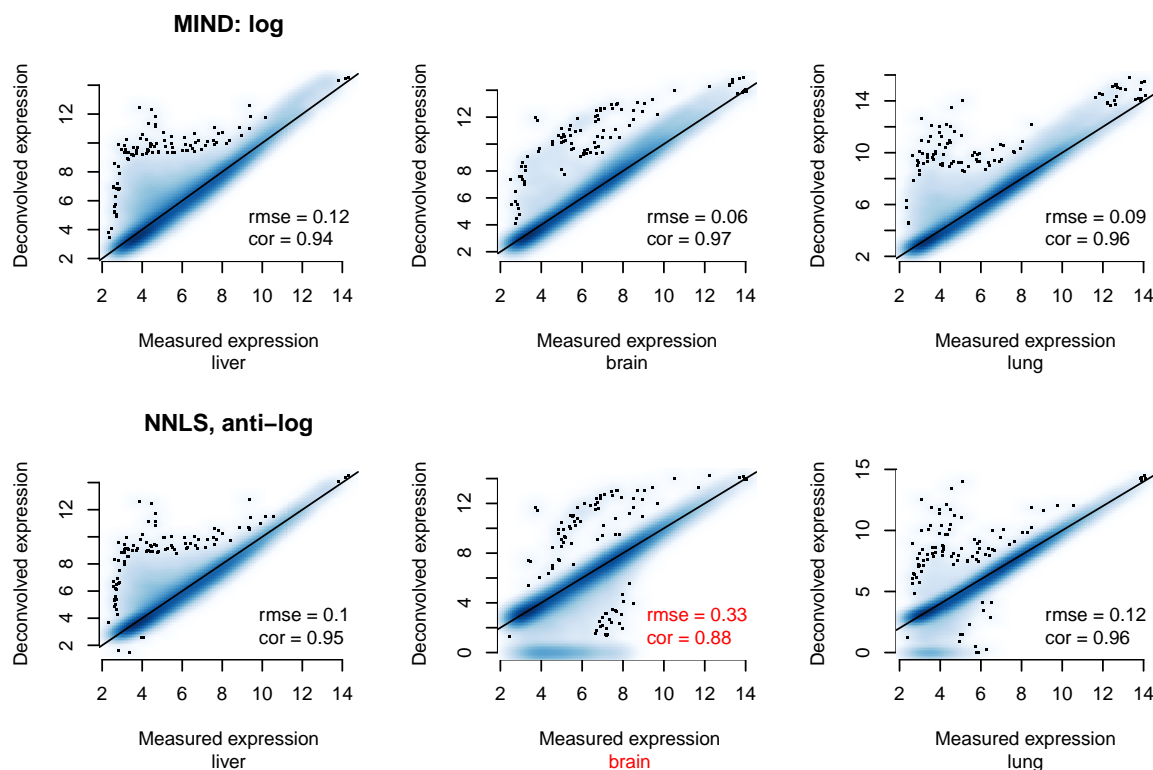 MIND: log
Deconvolved expression
2 4 6 8 12
2 4 6 8 10 12 14
rmse = 0.12
cor = 0.94
Measured expression
liver
Deconvolved expression
2 4 6 8 12
2 4 6 8 10 12 14
rmse = 0.06
cor = 0.97
Measured expression
brain
Deconvolved expression
2 6 10 14
2 4 6 8 10 12 14
rmse = 0.09
cor = 0.96
Measured expression
lung
NNLS, anti−log
Deconvolved expression
2 4 6 8 12
2 4 6 8 10 12 14
rmse = 0.1
cor = 0.95
Measured expression
liver
Deconvolved expression
0 4 8 12
2 4 6 8 10 12 14
rmse = 0.33
cor = 0.88
Measured expression
brain
Deconvolved expression
0 5 10 15
2 4 6 8 10 12 14
rmse = 0.12
cor = 0.96
Measured expression
lung